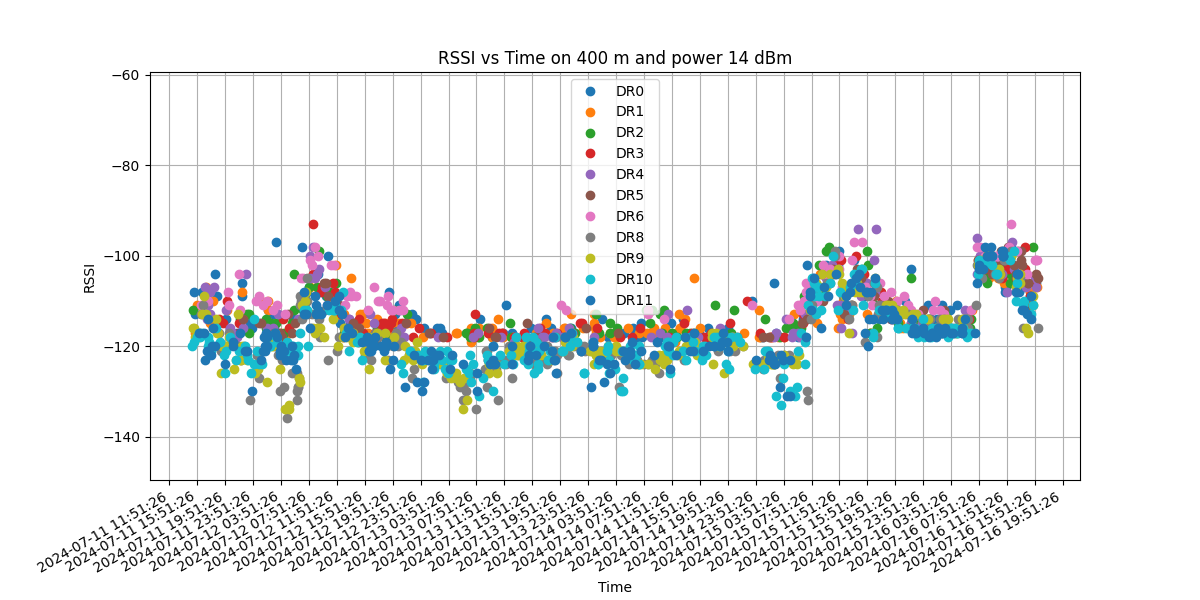 RSSI vs Time on 400 m and power 14 dBm
DR0
DR1
DR2
DR3
DR4
DR5
DR6
DR8
DR9
DR10
DR11
RSSI
−60
−80
−100
−120
−140
2024-07-11 11:51:26
2024-07-11 15:51:26
2024-07-11 19:51:26
2024-07-11 23:51:26
2024-07-12 03:51:26
2024-07-12 07:51:26
2024-07-12 11:51:26
2024-07-12 15:51:26
2024-07-12 19:51:26
2024-07-12 23:51:26
2024-07-13 03:51:26
2024-07-13 07:51:26
2024-07-13 11:51:26
2024-07-13 15:51:26
2024-07-13 19:51:26
2024-07-13 23:51:26
2024-07-14 03:51:26
2024-07-14 07:51:26
2024-07-14 11:51:26
2024-07-14 15:51:26
2024-07-14 19:51:26
2024-07-14 23:51:26
2024-07-15 03:51:26
2024-07-15 07:51:26
2024-07-15 11:51:26
2024-07-15 15:51:26
2024-07-15 19:51:26
2024-07-15 23:51:26
2024-07-16 03:51:26
2024-07-16 07:51:26
2024-07-16 11:51:26
2024-07-16 15:51:26
2024-07-16 19:51:26
Time